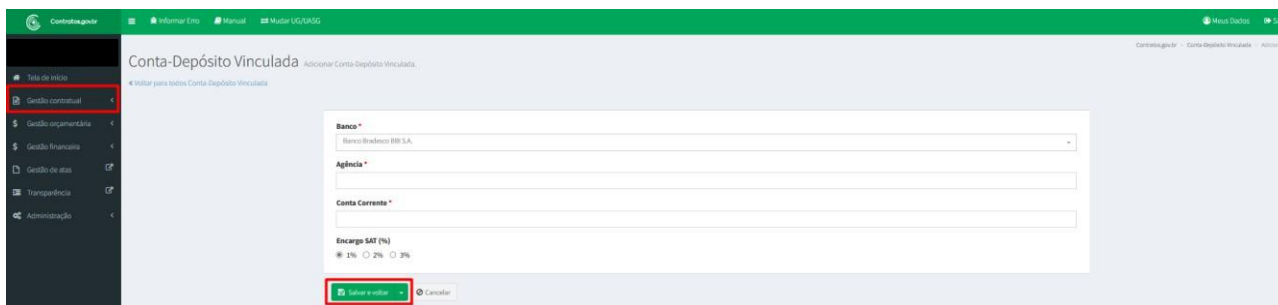 Contratos.gov.br
Informar Erro Manual Mudar UG/UASG
Meus Dados
Contratos.gov.br Conta-Depósito Vinculada
Conta-Depósito Vinculada Adicionar Conta-Depósito Vinculada.
Voltar para todos Conta-Depósito Vinculada
Tela de início
Gestão contratual
Gestão orçamentária
Gestão financeira
Gestão de atas
Transparência
Administração
Banco *
Banco Bradesco BBI S.A.
Agência *
Conta Corrente *
Encargo SAT (%)
1% 2% 3%
Salvar e voltar Cancelar